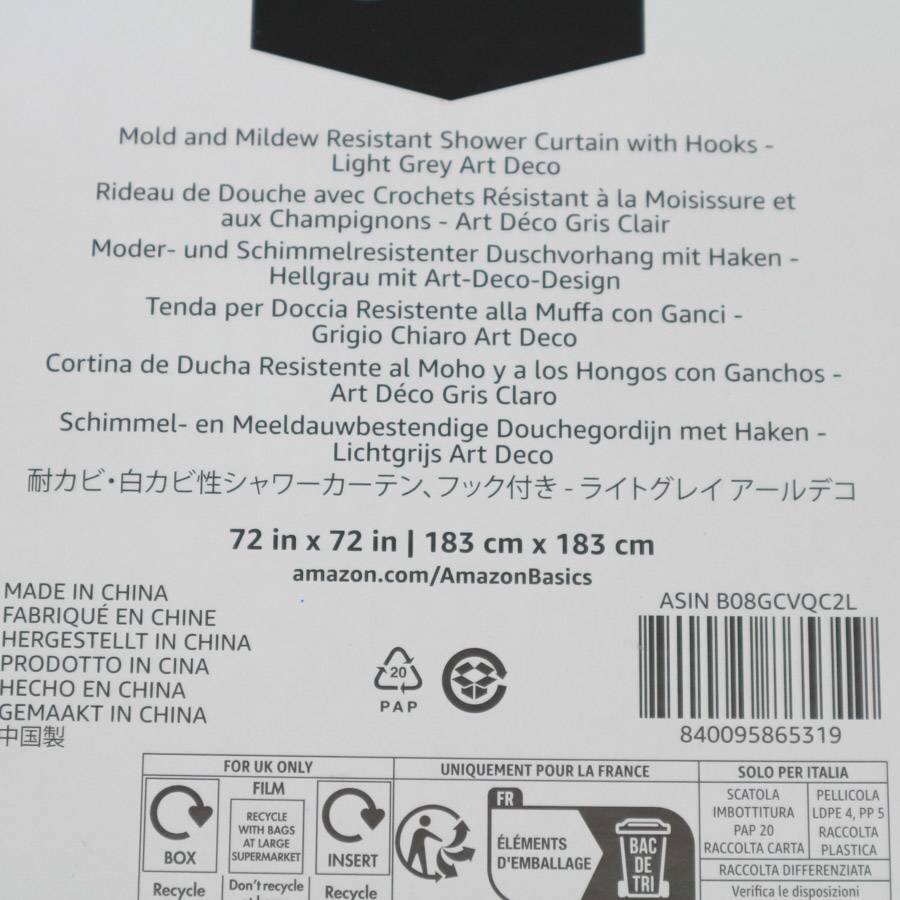 Mold and Mildew Resistant Shower Curtain with Hooks -
Light Grey Art Deco
Rideau de Douche avec Crochets Résistant à la Moisissure et
aux Champignons - Art Déco Gris Clair
Moder- und Schimmelresistenter Duschvorhang mit Haken -
Hellgrau mit Art-Deco-Design
Tenda per Doccia Resistente alla Muffa con Ganci -
Grigio Chiaro Art Deco
Cortina de Ducha Resistente al Moho y a los Hongos con Ganchos -
Art Déco Gris Claro
Schimmel- en Meeldauwbestendige Douchegordijn met Haken -
Lichtgrijs Art Deco
耐カビ・白カビ性シャワーカーテン、フック付き - ライトグレイ アールデコ
72 in x 72 in | 183 cm x 183 cm
amazon.com/AmazonBasics
MADE IN CHINA
FABRIQUÉ EN CHINE
HERGESTELLT IN CHINA
PRODOTTO IN CINA
HECHO EN CHINA
GEMAAKT IN CHINA
中国製
20
PAP
ASIN B08GCVQC2L
840095865319
FOR UK ONLY
BOX
Recycle
FILM
RECYCLE
WITH BAGS
AT LARGE
SUPERMARKET
Don't recycle
INSERT
Recycle
UNIQUEMENT POUR LA FRANCE
FR
ÉLÉMENTS
D'EMBALLAGE
BAC
DE
TRI
SOLO PER ITALIA
SCATOLA
IMBOTTITURA
PAP 20
RACCOLTA CARTA
PELLICOLA
LDPE 4, PP 5
RACCOLTA
PLASTICA
RACCOLTA DIFFERENZIATA
Verifica le disposizioni